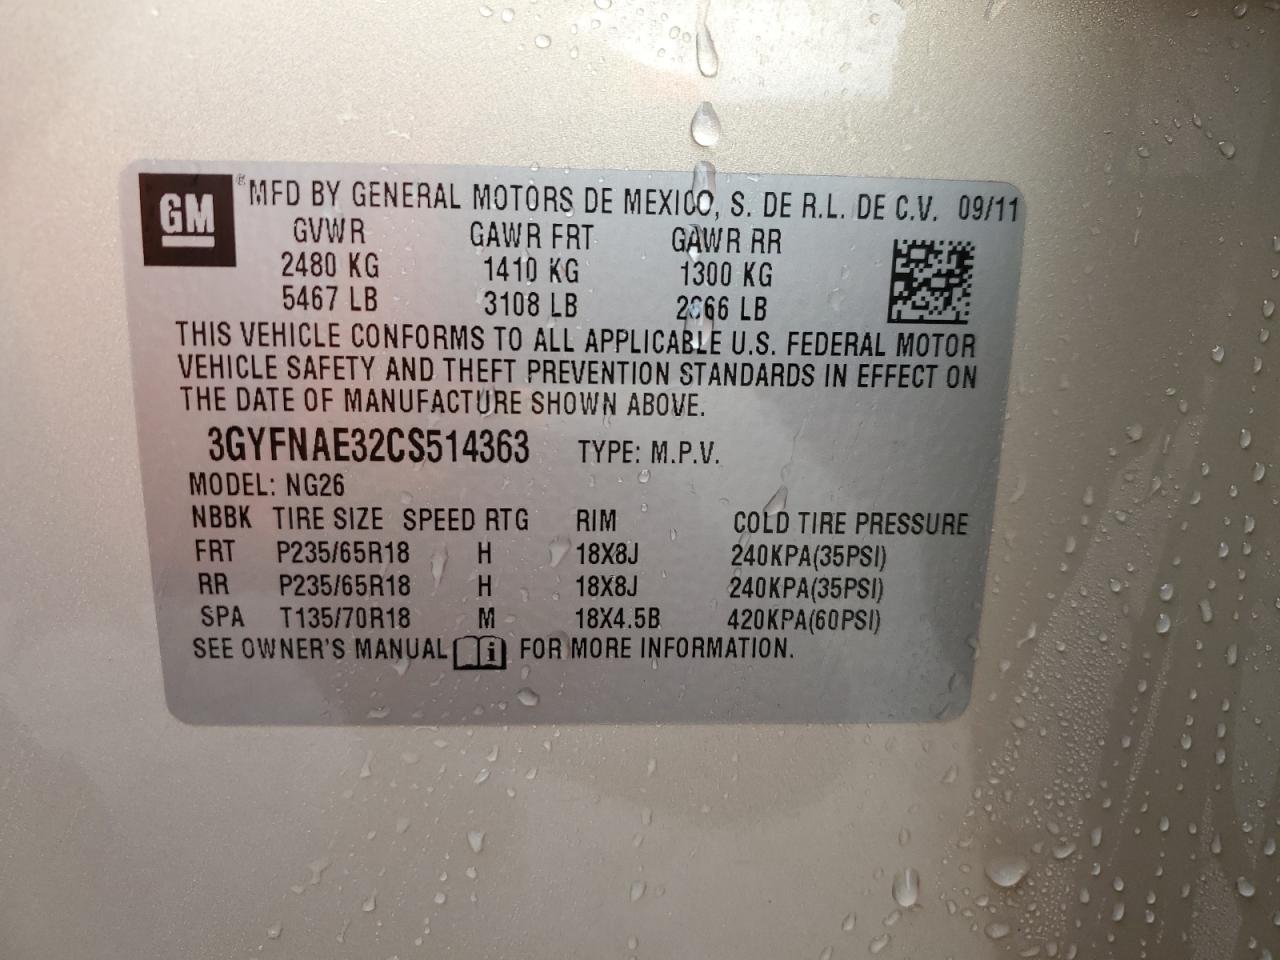 GM ® MFD BY GENERAL MOTORS DE MEXICO, S. DE R.L. DE C.V. 09/11
GVWR GAWR FRT GAWR RR
2480 KG 1410 KG 1300 KG
5467 LB 3108 LB 2866 LB
THIS VEHICLE CONFORMS TO ALL APPLICABLE U.S. FEDERAL MOTOR
VEHICLE SAFETY AND THEFT PREVENTION STANDARDS IN EFFECT ON
THE DATE OF MANUFACTURE SHOWN ABOVE.
3GYFNAE32CS514363 TYPE: M.P.V.
MODEL: NG26
NBBK TIRE SIZE SPEED RTG RIM COLD TIRE PRESSURE
FRT P235/65R18 H 18X8J 240KPA(35PSI)
RR P235/65R18 H 18X8J 240KPA(35PSI)
SPA T135/70R18 M 18X4.5B 420KPA(60PSI)
SEE OWNER'S MANUAL i FOR MORE INFORMATION.